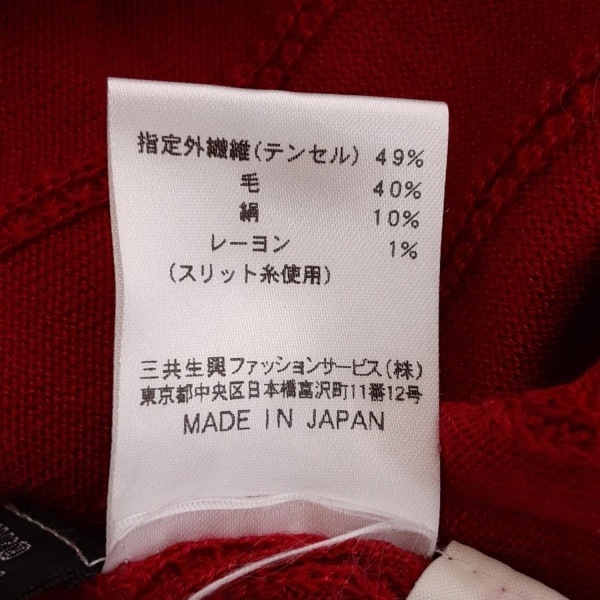 指定外繊維(テンセル) 49%
毛 40%
絹 10%
レーヨン 1%
(スリット糸使用)
三共生興ファッションサービス(株)
東京都中央区日本橋富沢町11番12号
MADE IN JAPAN